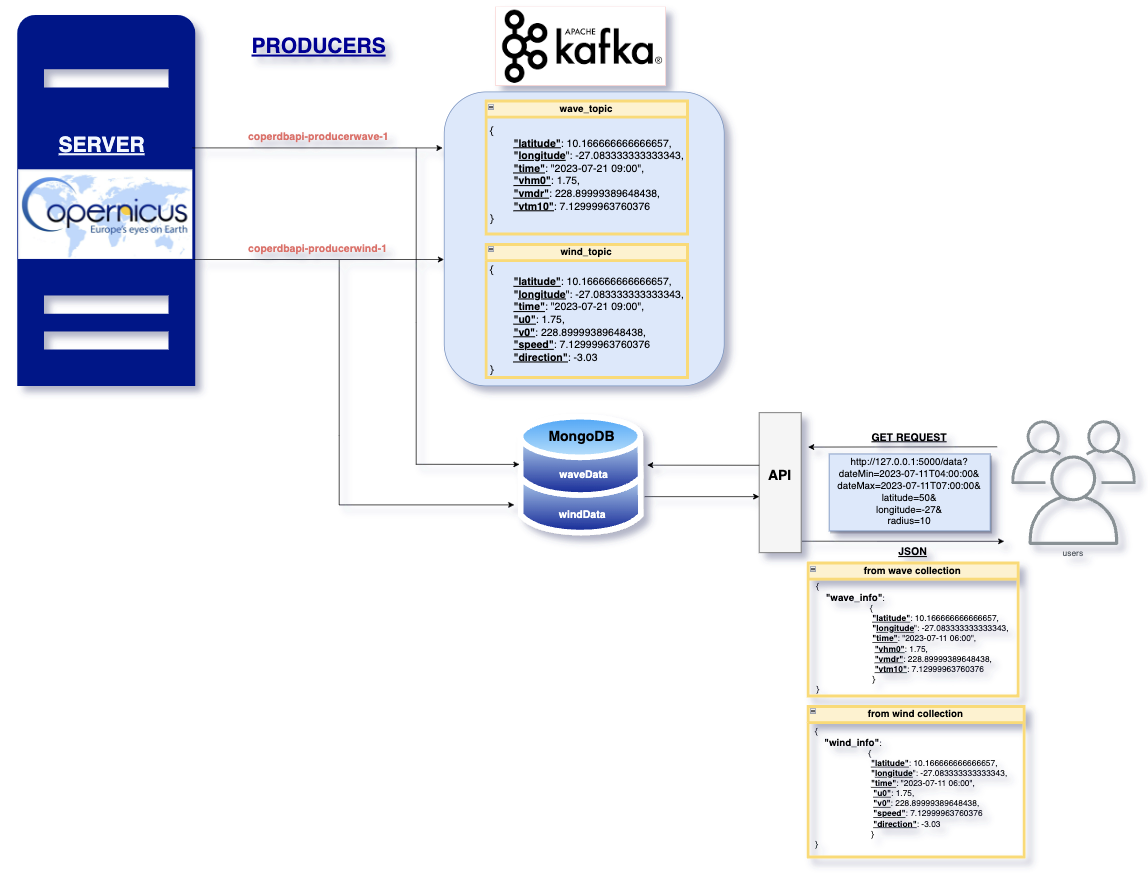 PRODUCERS
APACHE
kafka®
SERVER
Copernicus
Europe's eyes on Earth
coperdbapi-producerwave-1
coperdbapi-producerwind-1
wave_topic
{
"latitude": 10.166666666666657,
"longitude": -27.083333333333343,
"time": "2023-07-21 09:00",
"vhm0": 1.75,
"vmdr": 228.89999389648438,
"vtm10": 7.12999963760376
}
wind_topic
{
"latitude": 10.166666666666657,
"longitude": -27.083333333333343,
"time": "2023-07-21 09:00",
"u0": 1.75,
"v0": 228.89999389648438,
"speed": 7.12999963760376
"direction": -3.03
}
MongoDB
waveData
windData
API
GET REQUEST
http://127.0.0.1:5000/data?
dateMin=2023-07-11T04:00:00&
dateMax=2023-07-11T07:00:00&
latitude=50&
longitude=-27&
radius=10
users
JSON
from wave collection
{
"wave_info":
{
"latitude": 10.166666666666657,
"longitude": -27.083333333333343,
"time": "2023-07-11 06:00",
"vhm0": 1.75,
"vmdr": 228.89999389648438,
"vtm10": 7.12999963760376
}
}
from wind collection
{
"wind_info":
{
"latitude": 10.166666666666657,
"longitude": -27.083333333333343,
"time": "2023-07-11 06:00",
"u0": 1.75,
"v0": 228.89999389648438,
"speed": 7.12999963760376
"direction": -3.03
}
}